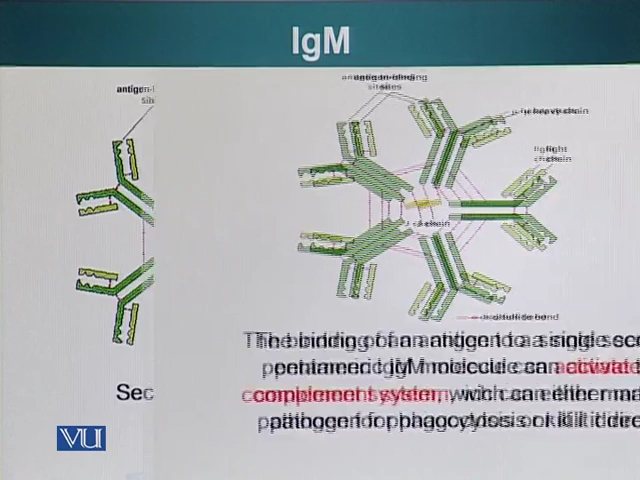 IgM
antigen-
antigen-binding
sites
heavy chain
light
chain
chain
disulfide bond
The binding of an antigen to a single sec
pentameric IgM molecule can activate
Sec
complement system, wich can either ma
pathogen for phagocytosis or kill it dire
VU